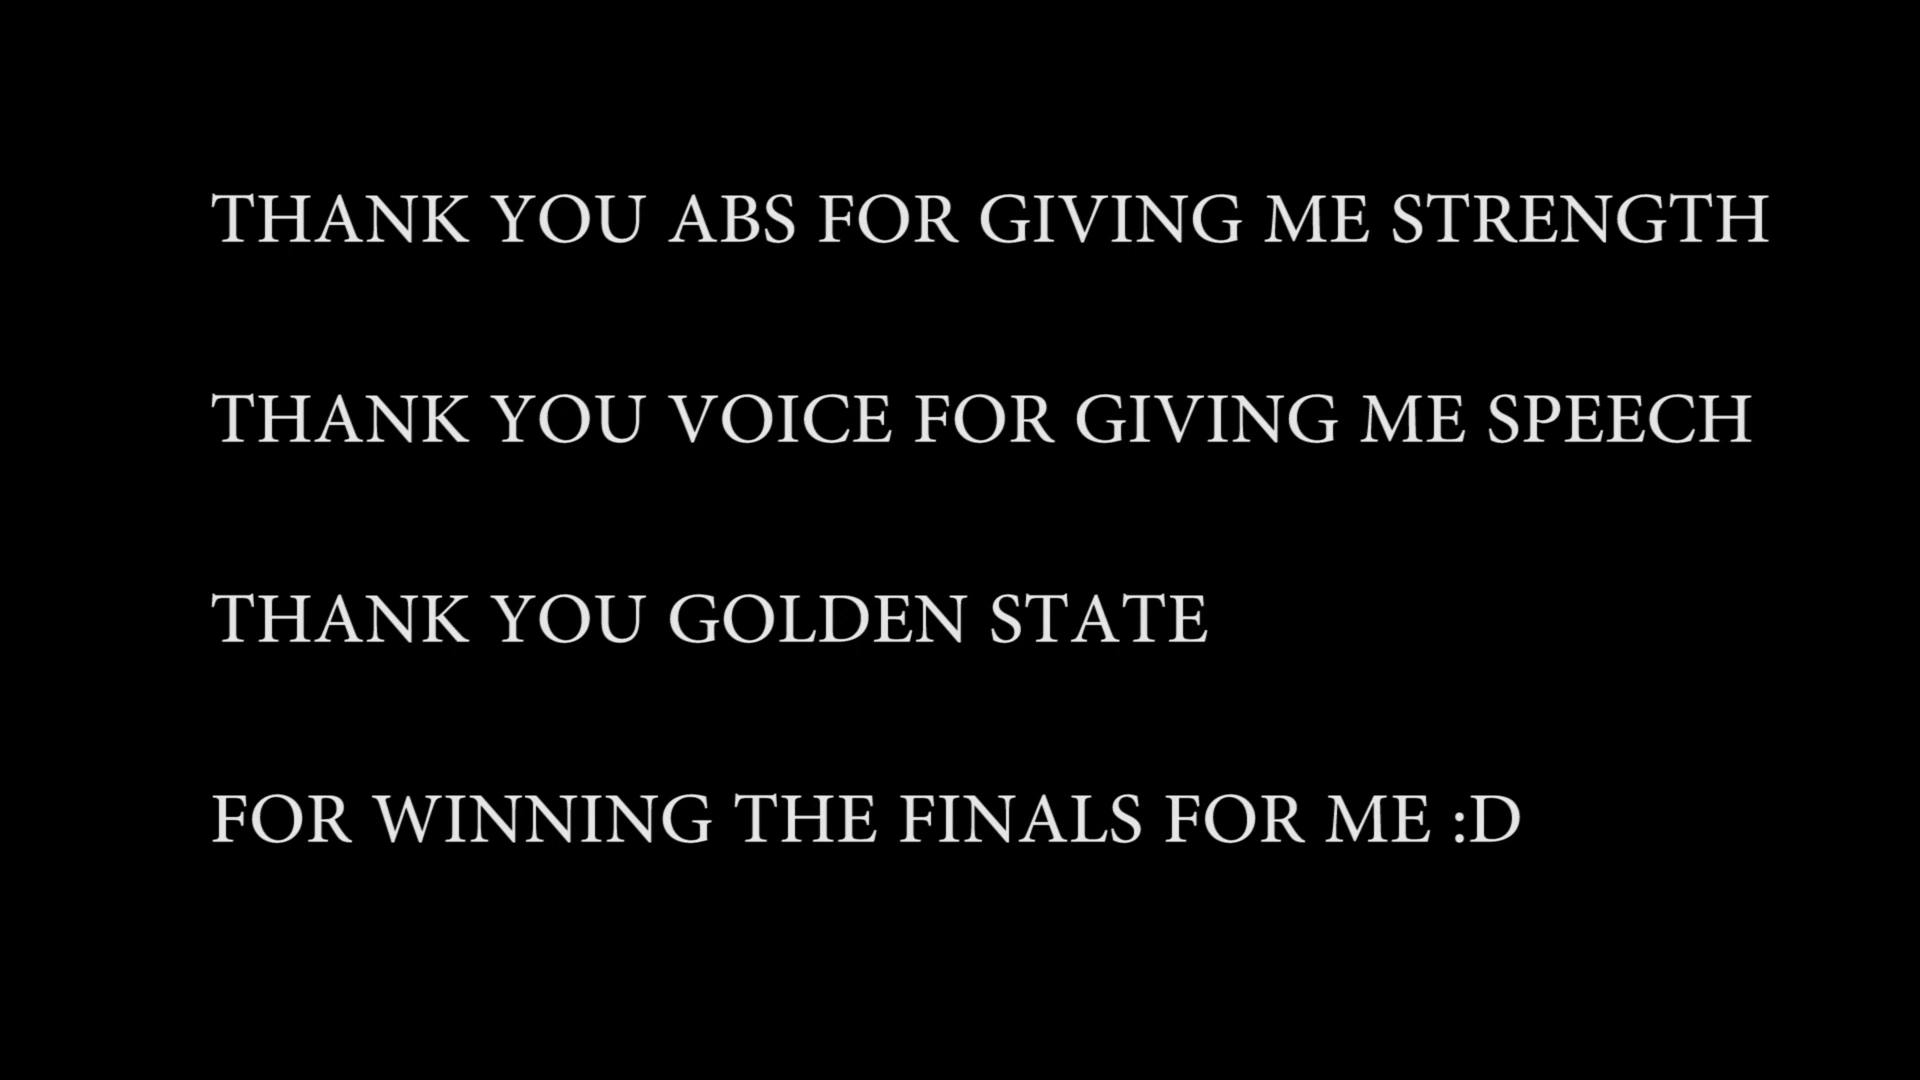 THANK YOU ABS FOR GIVING ME STRENGTH
THANK YOU VOICE FOR GIVING ME SPEECH
THANK YOU GOLDEN STATE
FOR WINNING THE FINALS FOR ME :D